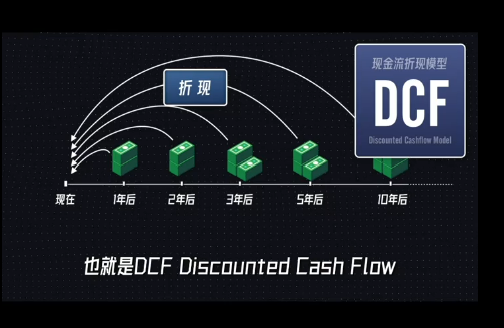 现金流折现模型
DCF
Discounted Cashflow Model
折现
现在
1年后
2年后
3年后
5年后
10年后
也就是DCF Discounted Cash Flow